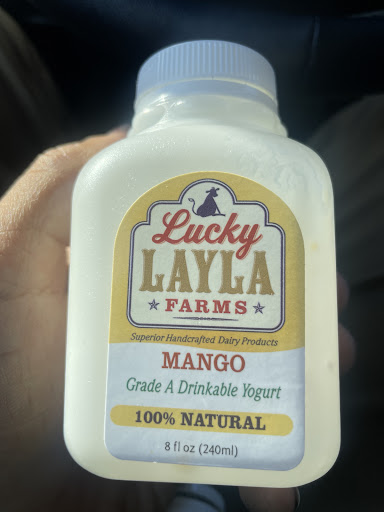 Lucky
LAYLA
FARMS
Superior Handcrafted Dairy Products
MANGO
Grade A Drinkable Yogurt
100% NATURAL
8 fl oz (240ml)